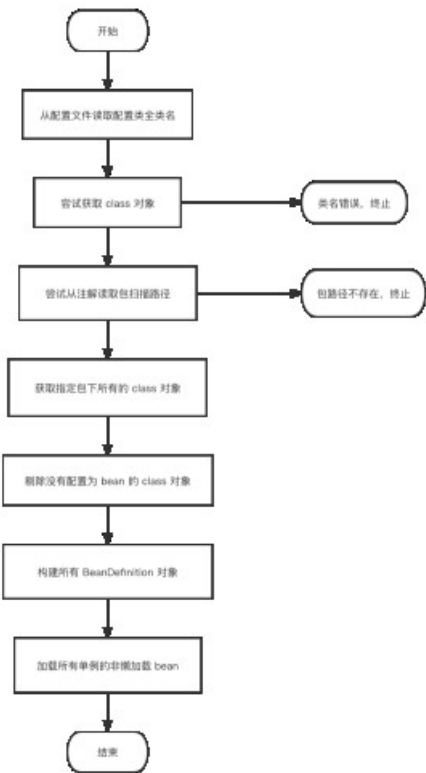 开始
从配置文件读取配置类全类名
尝试获取 class 对象
类名错误，终止
尝试从注解读取包扫描路径
包路径不存在，终止
获取指定包下所有的 class 对象
剔除没有配置为 bean 的 class 对象
构建所有 BeanDefinition 对象
加载所有单例的非懒加载 bean
结束